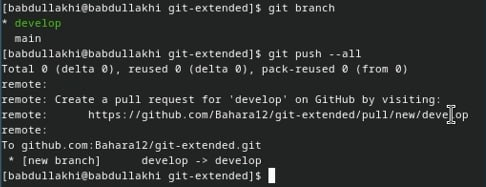 [babdullakhi@babdullakhi git-extended]$ git branch
* develop
  main
[babdullakhi@babdullakhi git-extended]$ git push --all
Total 0 (delta 0), reused 0 (delta 0), pack-reused 0 (from 0)
remote:
remote: Create a pull request for 'develop' on GitHub by visiting:
remote:      https://github.com/Bahara12/git-extended/pull/new/develop
remote:
To github.com:Bahara12/git-extended.git
 * [new branch]      develop -> develop
[babdullakhi@babdullakhi git-extended]$